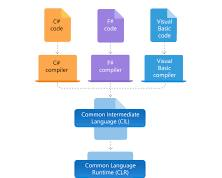 C#
code
F#
code
Visual
Basic
code
C#
compiler
F#
compiler
Visual
Basic
compiler
Common Intermediate
Language (CIL)
Common Language
Runtime (CLR)